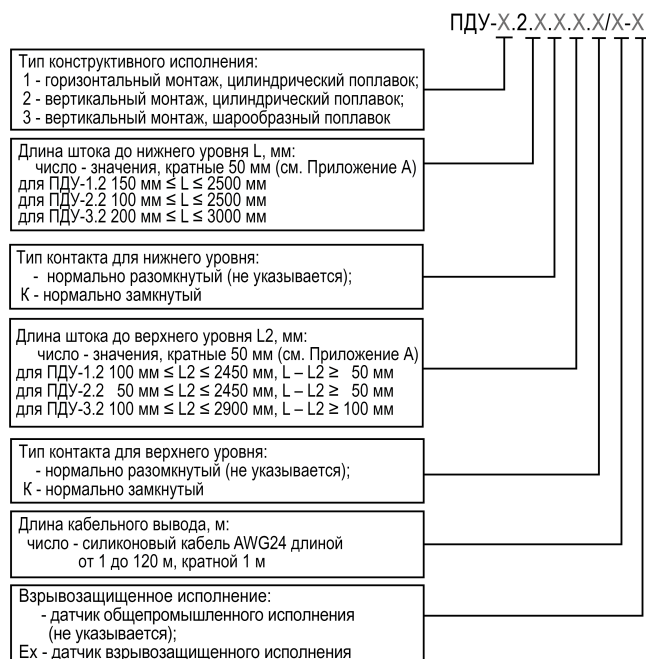 ПДУ-X.2.X.X.X.X/X-X
Тип конструктивного исполнения:
1 - горизонтальный монтаж, цилиндрический поплавок;
2 - вертикальный монтаж, цилиндрический поплавок;
3 - вертикальный монтаж, шарообразный поплавок
Длина штока до нижнего уровня L, мм:
число - значения, кратные 50 мм (см. Приложение А)
для ПДУ-1.2 150 мм ≤ L ≤ 2500 мм
для ПДУ-2.2 100 мм ≤ L ≤ 2500 мм
для ПДУ-3.2 200 мм ≤ L ≤ 3000 мм
Тип контакта для нижнего уровня:
- нормально разомкнутый (не указывается);
К - нормально замкнутый
Длина штока до верхнего уровня L2, мм:
число - значения, кратные 50 мм (см. Приложение А)
для ПДУ-1.2 100 мм ≤ L2 ≤ 2450 мм, L – L2 ≥ 50 мм
для ПДУ-2.2 50 мм ≤ L2 ≤ 2450 мм, L – L2 ≥ 50 мм
для ПДУ-3.2 100 мм ≤ L2 ≤ 2900 мм, L – L2 ≥ 100 мм
Тип контакта для верхнего уровня:
- нормально разомкнутый (не указывается);
К - нормально замкнутый
Длина кабельного вывода, м:
число - силиконовый кабель AWG24 длиной
от 1 до 120 м, кратной 1 м
Взрывозащищенное исполнение:
- датчик общепромышленного исполнения
(не указывается);
Ex - датчик взрывозащищенного исполнения